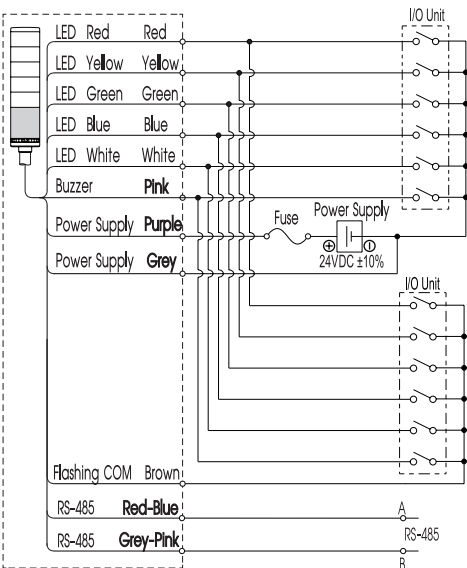 I/O Unit
LED Red Red
LED Yellow Yellow
LED Green Green
LED Blue Blue
LED White White
Buzzer Pink
Power Supply Purple
Fuse
Power Supply
⊕ ⊖
24VDC ±10%
Power Supply Grey
I/O Unit
Flashing COM Brown
RS-485 Red-Blue
A
RS-485
RS-485 Grey-Pink
B